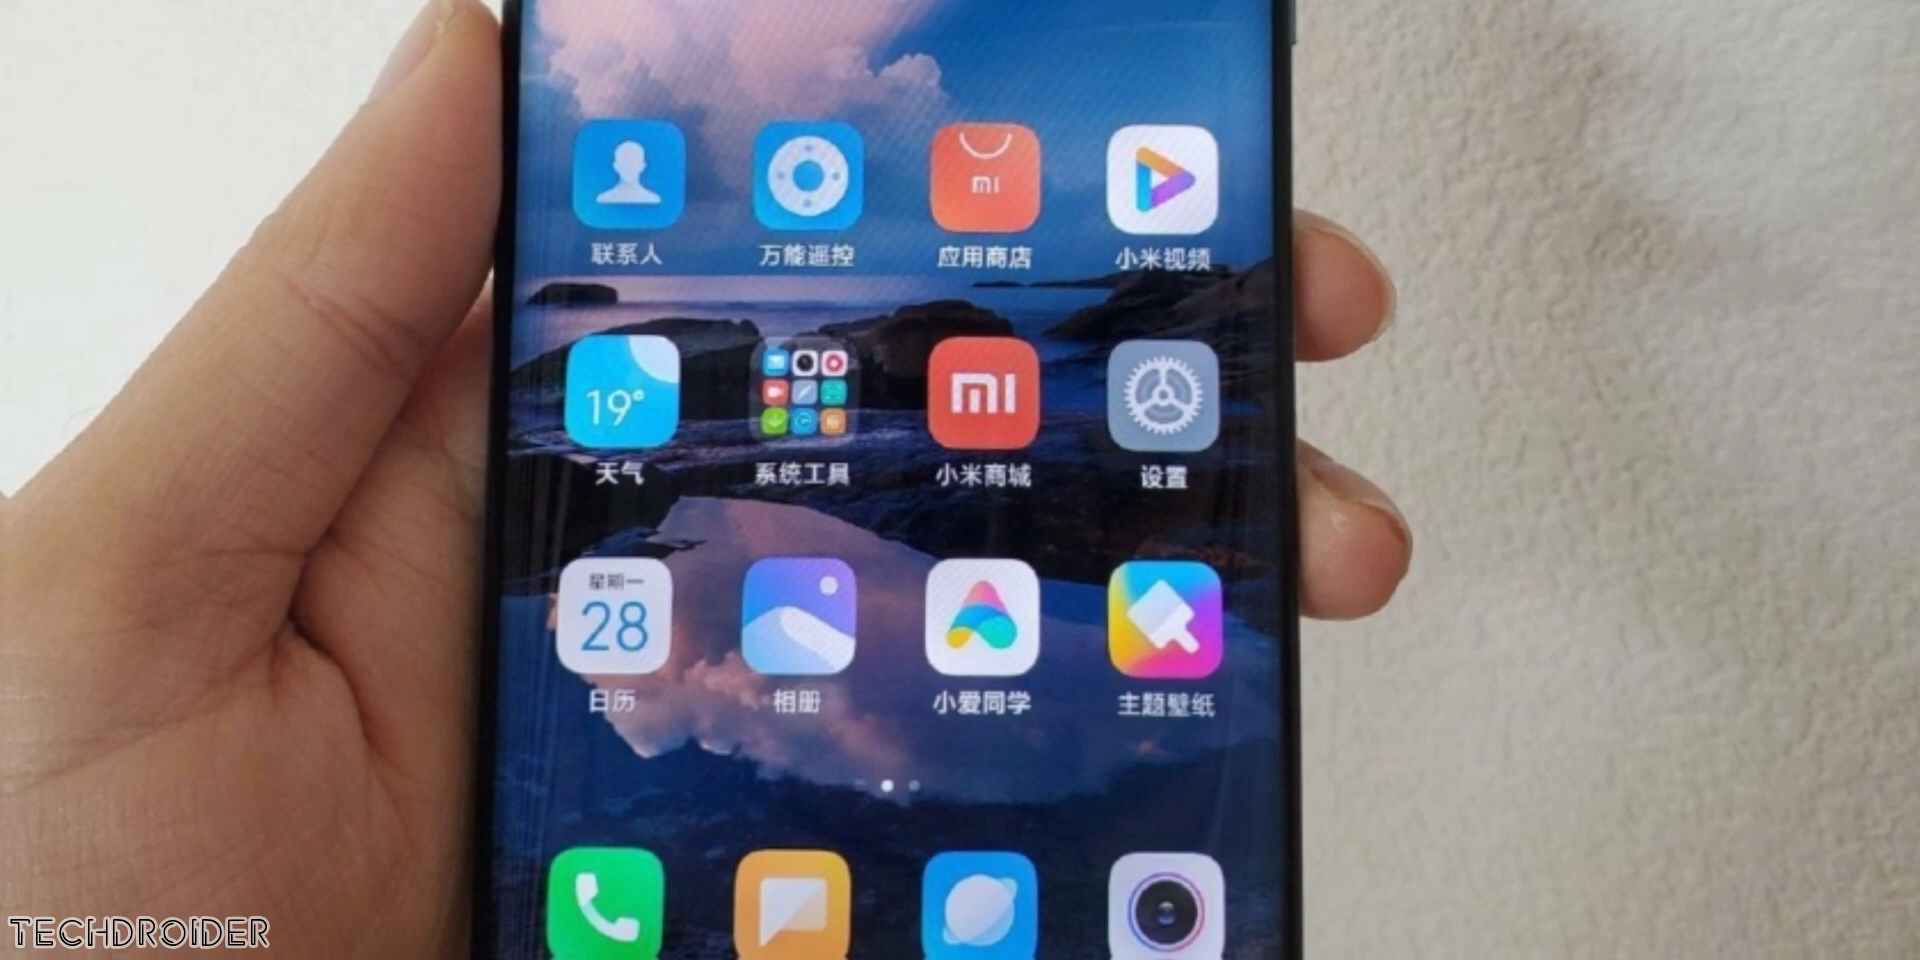 mi
联系人
万能遥控
应用商店
小米视频
19°
mi
天气
系统工具
小米商城
设置
星期一
28
日历
相册
小爱同学
主题壁纸
TECHDROIDER